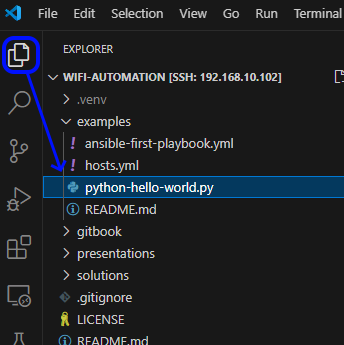 File Edit Selection View Go Run Terminal
EXPLORER
WIFI-AUTOMATION [SSH: 192.168.10.102]
.venv
examples
! ansible-first-playbook.yml
! hosts.yml
python-hello-world.py
README.md
gitbook
presentations
solutions
.gitignore
LICENSE
README.md